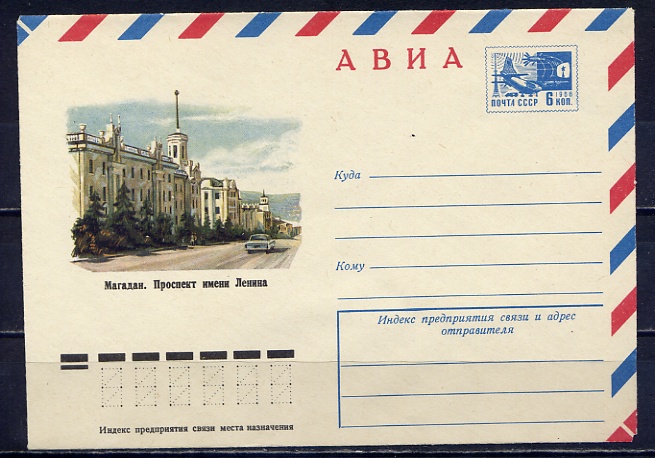 АВИА
ПОЧТА СССР
1966
6 КОП.
Куда
Кому
Магадан. Проспект имени Ленина
Индекс предприятия связи и адрес
отправителя
Индекс предприятия связи места назначения